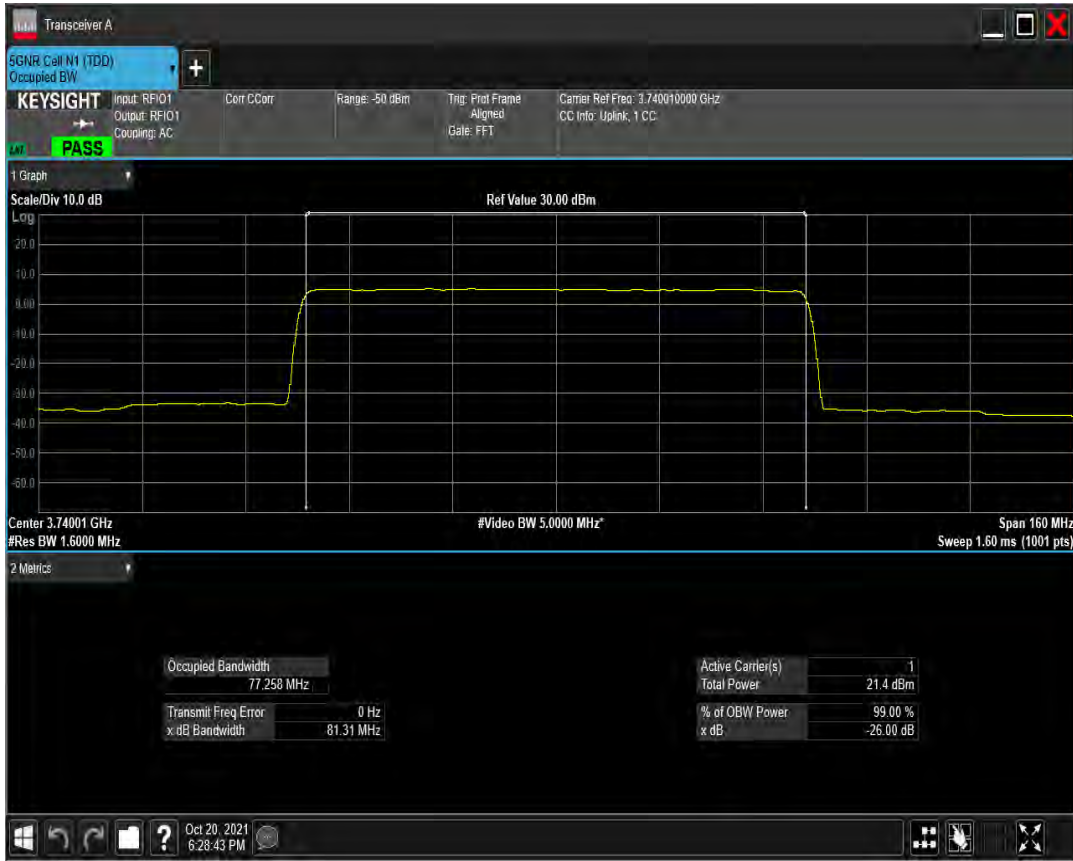 Transceiver A
5GNR Cell N1 (TDD)
Occupied BW
+
KEYSIGHT
Input: RFIO1
Output: RFIO1
Coupling: AC
Corr CCorr
Range: -50 dBm
Trig: Prot Frame
Aligned
Gate: FFT
Carrier Ref Freq: 3.740010000 GHz
CC Info: Uplink, 1 CC
PASS
1 Graph
Scale/Div 10.0 dB
Ref Value 30.00 dBm
Log
20.0
10.0
0.00
-10.0
-20.0
-30.0
-40.0
-50.0
-60.0
Center 3.74001 GHz
#Video BW 5.0000 MHz*
Span 160 MHz
#Res BW 1.6000 MHz
Sweep 1.60 ms (1001 pts)
2 Metrics
Occupied Bandwidth
77.258 MHz
Transmit Freq Error 0 Hz
x dB Bandwidth 81.31 MHz
Active Carrier(s) 1
Total Power 21.4 dBm
% of OBW Power 99.00 %
x dB -26.00 dB
?
Oct 20, 2021
6:28:43 PM